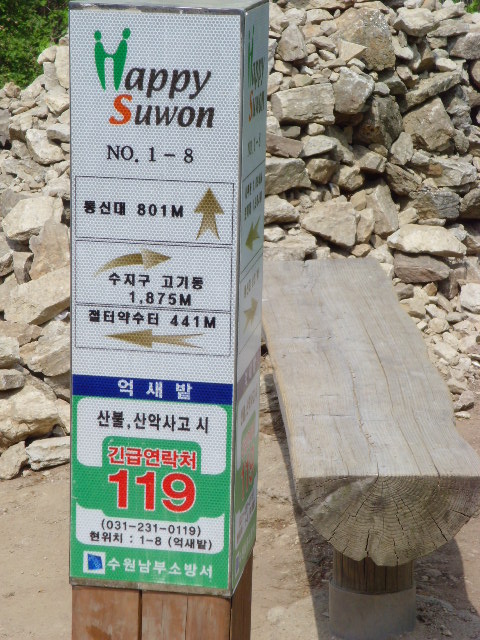 Happy
Suwon
NO. 1-8
통신대 801M
수지구 고기동
1,875M
절터약수터 441M
억새밭
산불, 산악사고 시
긴급연락처
119
(031-231-0119)
현위치 : 1-8 (억새밭)
수원남부소방서